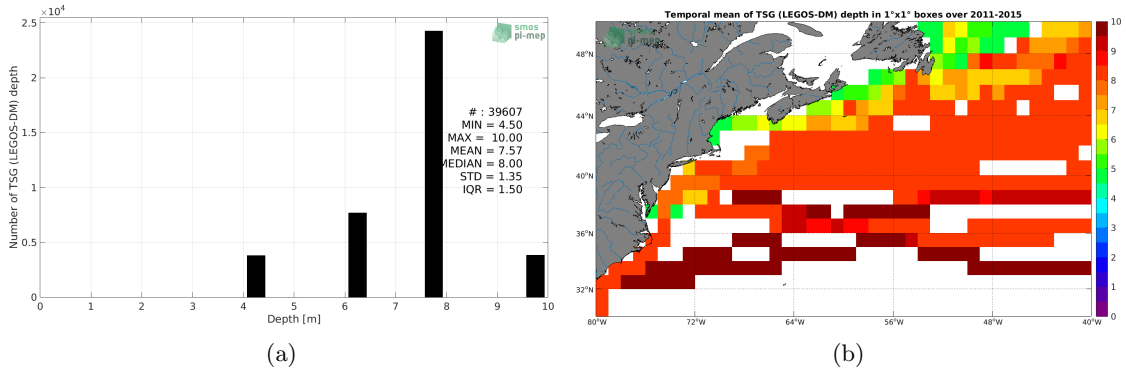 ×10⁴
2.5
2
1.5
1
0.5
0
Number of TSG (LEGOS-DM) depth
smos
pi-mep
# : 39607
MIN = 4.50
MAX = 10.00
MEAN = 7.57
MEDIAN = 8.00
STD = 1.35
IQR = 1.50
0 1 2 3 4 5 6 7 8 9 10
Depth [m]
(a)
Temporal mean of TSG (LEGOS-DM) depth in 1°x1° boxes over 2011-2015
smos
pi-mep
48°N
44°N
40°N
36°N
32°N
80°W 72°W 64°W 56°W 48°W 40°W
10
9
8
7
6
5
4
3
2
1
0
(b)